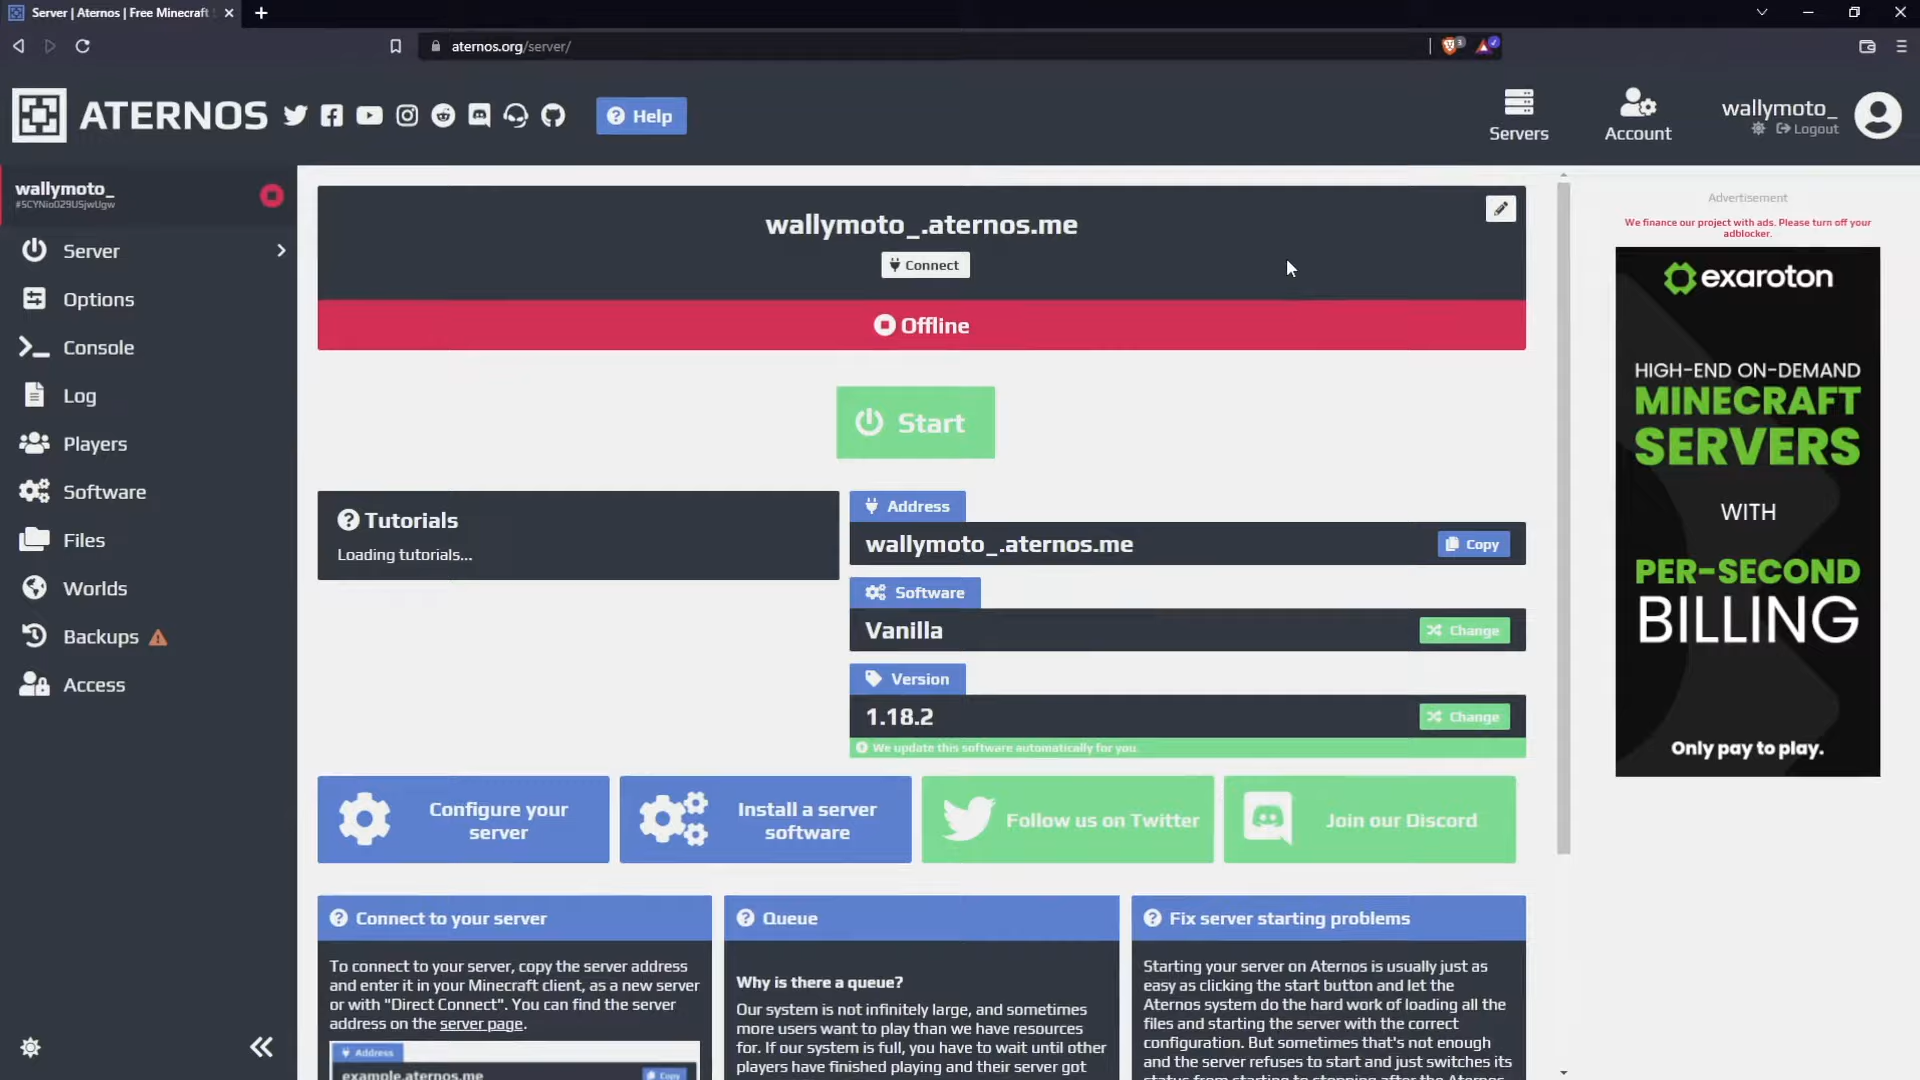 Server | Aternos | Free Minecraft
aternos.org/server/
3
ATERNOS
Help
Servers
Account
wallymoto_
Logout
wallymoto_
Server
Options
Console
Log
Players
Software
Files
Worlds
Backups
Access
wallymoto_.aternos.me
Connect
Offline
Start
Tutorials
Loading tutorials...
Address
wallymoto_.aternos.me
Copy
Software
Vanilla
Change
Version
1.18.2
Change
We update this software automatically for you.
Configure your
server
Install a server
software
Follow us on Twitter
Join our Discord
Connect to your server
To connect to your server, copy the server address
and enter it in your Minecraft client, as a new server
or with "Direct Connect". You can find the server
address on the server page.
Address
example.aternos.me
Copy
Queue
Why is there a queue?
Our system is not infinitely large, and sometimes
more users want to play than we have resources
for. If our system is full, you have to wait until other
players have finished playing and their server got
Fix server starting problems
Starting your server on Aternos is usually just as
easy as clicking the start button and let the
Aternos system do the hard work of loading all the
files and starting the server with the correct
configuration. But sometimes that's not enough
and the server refuses to start and just switches its
status from starting to stopping after the Aternos
Advertisement
We finance our project with ads. Please turn off your
adblocker.
exaroton
HIGH-END ON-DEMAND
MINECRAFT
SERVERS
WITH
PER-SECOND
BILLING
Only pay to play.